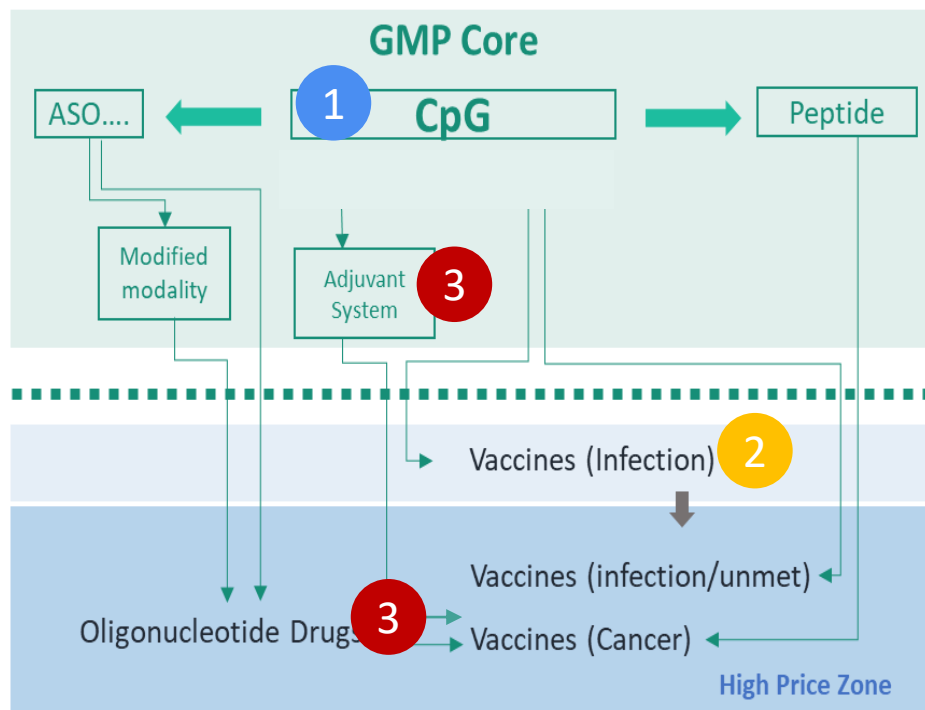 GMP Core
ASO....
1
CpG
Peptide
Modified
modality
Adjuvant
System
3
Vaccines (Infection)
2
Vaccines (infection/unmet)
Oligonucleotide Drugs
3
Vaccines (Cancer)
High Price Zone